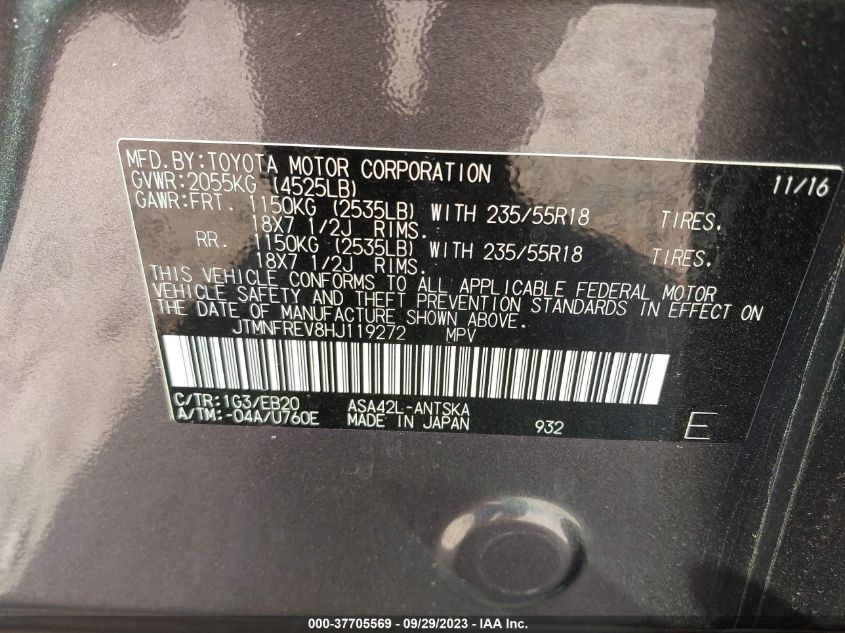 MFD.BY:TOYOTA MOTOR CORPORATION 11/16
GVWR:2055KG (4525LB)
GAWR:FRT. 1150KG (2535LB) WITH 235/55R18 TIRES.
18X7 1/2J RIMS.
RR. 1150KG (2535LB) WITH 235/55R18 TIRES.
18X7 1/2J RIMS.
THIS VEHICLE CONFORMS TO ALL APPLICABLE FEDERAL MOTOR
VEHICLE SAFETY AND THEFT PREVENTION STANDARDS IN EFFECT ON
THE DATE OF MANUFACTURE SHOWN ABOVE.
JTMNFREV8HJ119272 MPV
C/TR:1G3/EB20 ASA42L-ANTSKA
A/TM:-04A/U760E MADE IN JAPAN 932 E
000-37705569 - 09/29/2023 - IAA Inc.